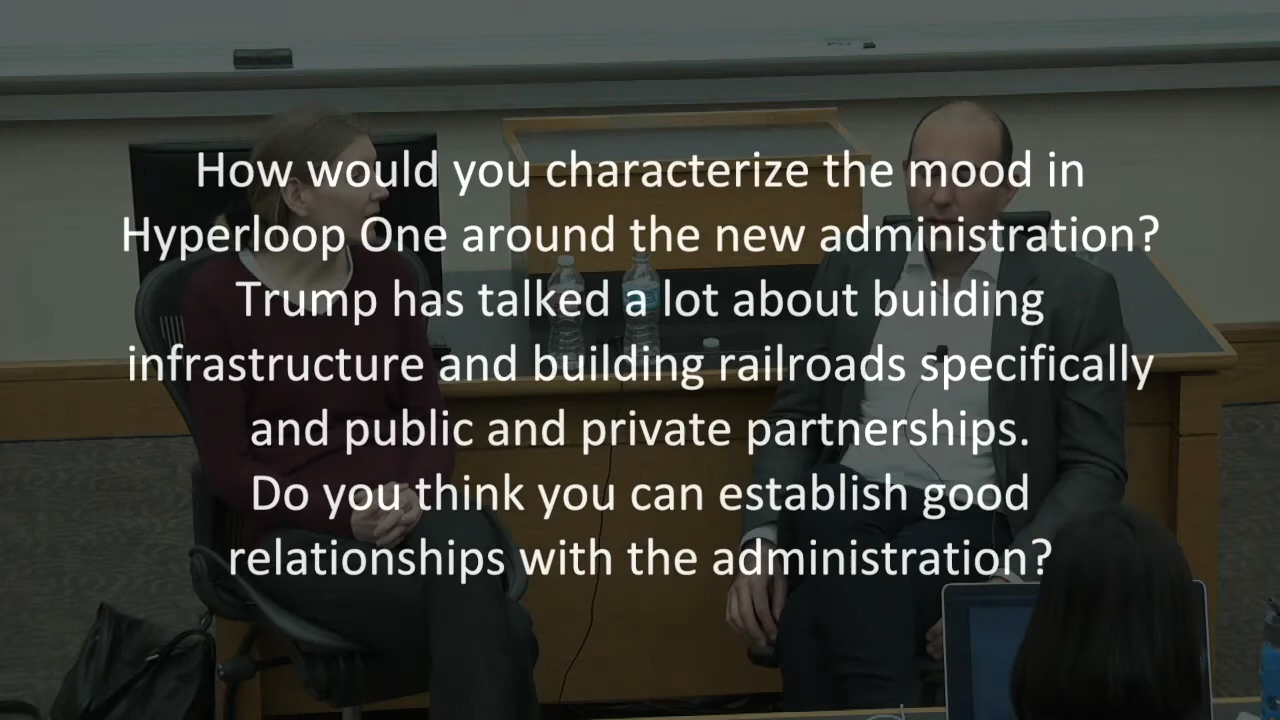 How would you characterize the mood in
Hyperloop One around the new administration?
Trump has talked a lot about building
infrastructure and building railroads specifically
and public and private partnerships.
Do you think you can establish good
relationships with the administration?